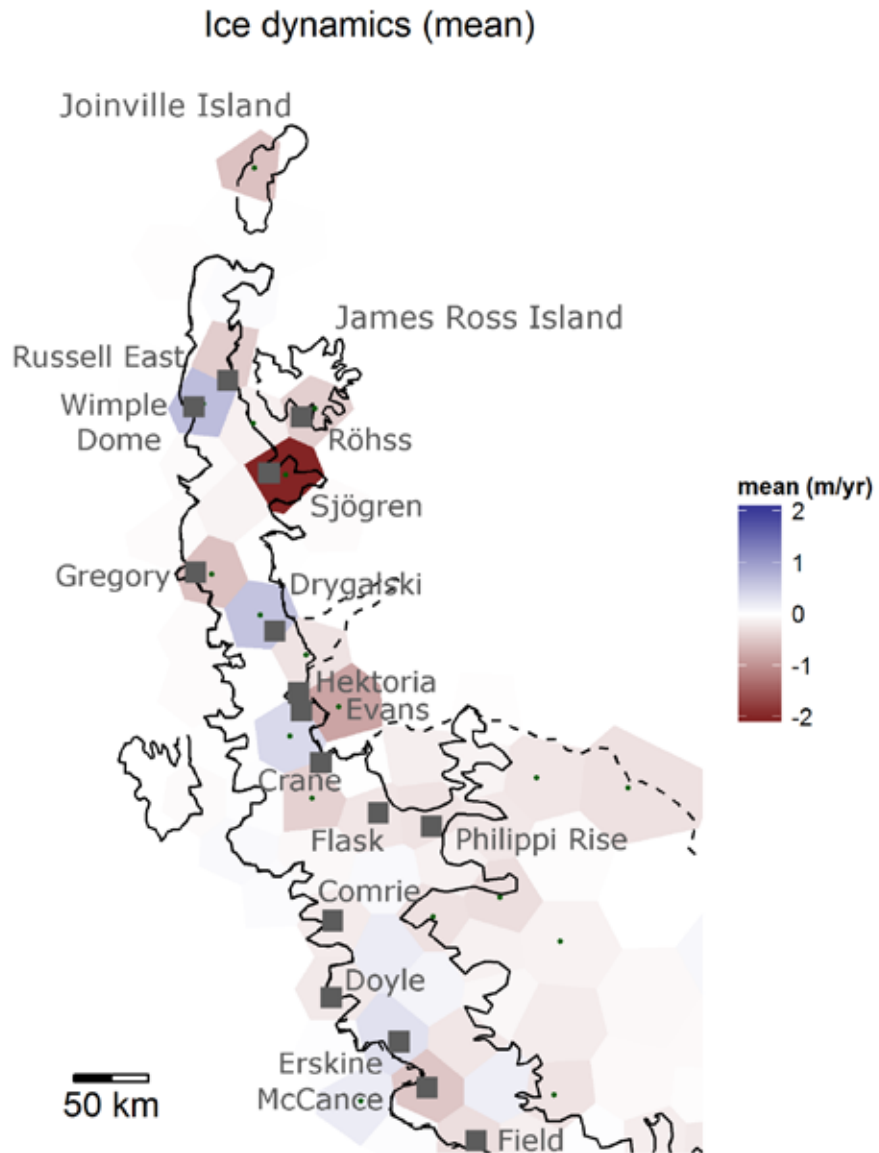 Ice dynamics (mean)
Joinville Island
James Ross Island
Russell East
Wimple
Dome
Röhss
Sjögren
mean (m/yr)
2
1
0
-1
-2
Gregory
Drygalski
Hektoria
Evans
Crane
Flask
Philippi Rise
Comrie
Doyle
Erskine
McCance
Field
50 km